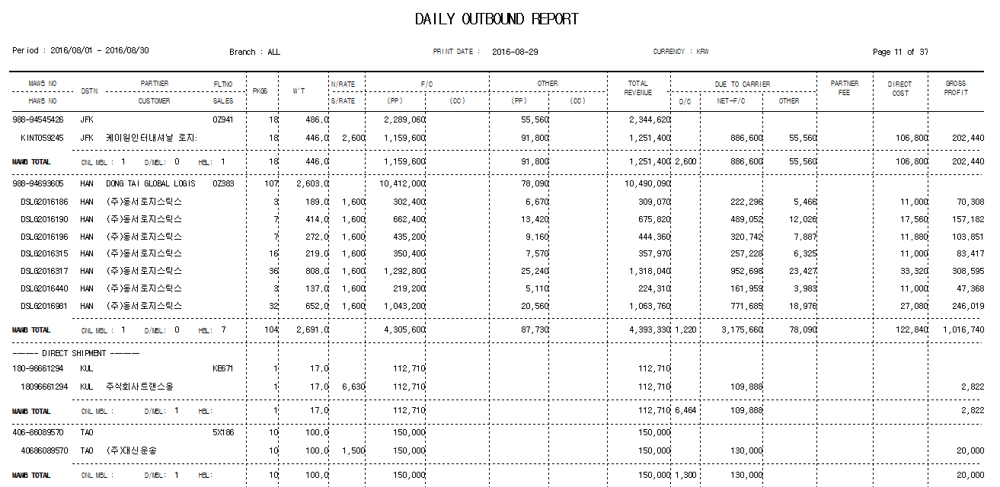 DAILY OUTBOUND REPORT
Period : 2016/08/01 - 2016/08/30 Branch : ALL PRINT DATE : 2016-08-29 CURRENCY : KRW Page 11 of 37
MAWB NO DSTN PARTNER FLTNO PKGS W'T N/RATE F/C OTHER TOTAL REVENUE DUE TO CARRIER PARTNER FEE DIRECT COST GROSS PROFIT
HAWB NO CUSTOMER SALES S/RATE (PP) (CC) (PP) (CC) D/C NET-F/C OTHER
988-94545426 JFK OZ941 18 486.0 2,289,060 55,560 2,344,620
KINT059245 JFK 케이원인터내셔날 로지: 18 446.0 2,600 1,159,600 91,800 1,251,400 886,600 55,560 106,800 202,440
MAWB TOTAL CNL MBL : 1 D/MBL: 0 HBL: 1 18 446.0 1,159,600 91,800 1,251,400 2,600 886,600 55,560 106,800 202,440
988-94693605 HAN DONG TAI GLOBAL LOGIS OZ383 107 2,603.0 10,412,000 78,090 10,490,090
DSLG2016186 HAN (주)동서로지스틱스 3 189.0 1,600 302,400 6,670 309,070 222,296 5,466 11,000 70,308
DSLG2016190 HAN (주)동서로지스틱스 7 414.0 1,600 662,400 13,420 675,820 489,052 12,026 17,560 157,182
DSLG2016196 HAN (주)동서로지스틱스 7 272.0 1,600 435,200 9,160 444,360 320,742 7,887 11,880 103,851
DSLG2016315 HAN (주)동서로지스틱스 16 219.0 1,600 350,400 7,570 357,970 257,228 6,325 11,000 83,417
DSLG2016317 HAN (주)동서로지스틱스 36 808.0 1,600 1,292,800 25,240 1,318,040 952,698 23,427 33,320 308,595
DSLG2016440 HAN (주)동서로지스틱스 3 137.0 1,600 219,200 5,110 224,310 161,959 3,983 11,000 47,368
DSLG2016981 HAN (주)동서로지스틱스 32 652.0 1,600 1,043,200 20,560 1,063,760 771,685 18,976 27,080 246,019
MAWB TOTAL CNL MBL : 1 D/MBL: 0 HBL: 7 104 2,691.0 4,305,600 87,730 4,393,330 1,220 3,175,660 78,090 122,840 1,016,740
----- DIRECT SHIPMENT ------
180-96661294 KUL KE671 1 17.0 112,710 112,710
18096661294 KUL 주식회사트랜스올 1 17.0 6,630 112,710 112,710 109,888 2,822
MAWB TOTAL CNL MBL : D/MBL: 1 HBL: 1 17.0 112,710 112,710 6,464 109,888 2,822
406-86089570 TAO 5X186 10 100.0 150,000 150,000
40686089570 TAO (주)대신운송 10 100.0 1,500 150,000 150,000 130,000 20,000
MAWB TOTAL CNL MBL : D/MBL: 1 HBL: 10 100.0 150,000 150,000 1,300 130,000 20,000